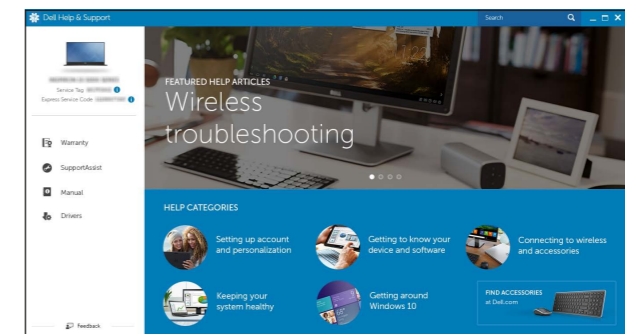 Dell Help & Support
Search
Service Tag:
Express Service Code:
Warranty
SupportAssist
Manual
Drivers
Feedback
FEATURED HELP ARTICLES
Wireless
troubleshooting
HELP CATEGORIES
Setting up account
and personalization
Getting to know your
device and software
Connecting to wireless
and accessories
Keeping your
system healthy
Getting around
Windows 10
FIND ACCESSORIES
at Dell.com